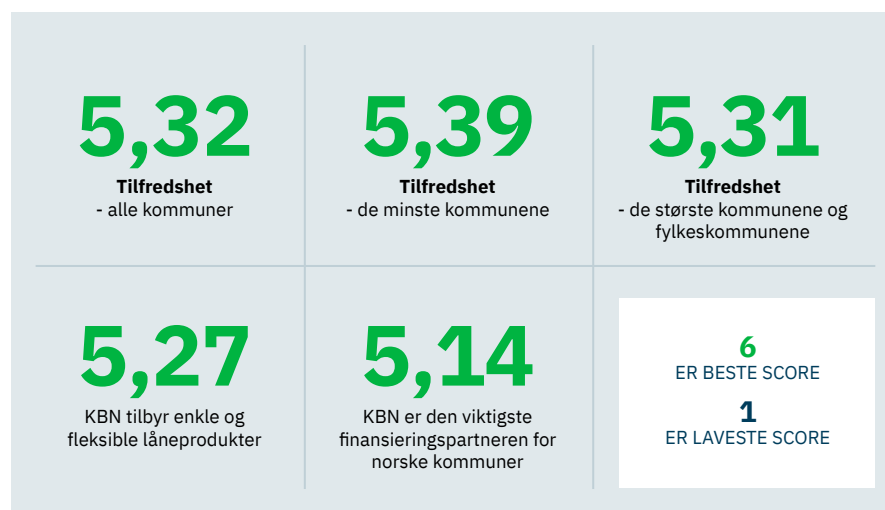 5,32
Tilfredshet
- alle kommuner
5,39
Tilfredshet
- de minste kommunene
5,31
Tilfredshet
- de største kommunene og
fylkeskommunene
5,27
KBN tilbyr enkle og
fleksible låneprodukter
5,14
KBN er den viktigste
finansieringspartneren for
norske kommuner
6
ER BESTE SCORE
1
ER LAVESTE SCORE